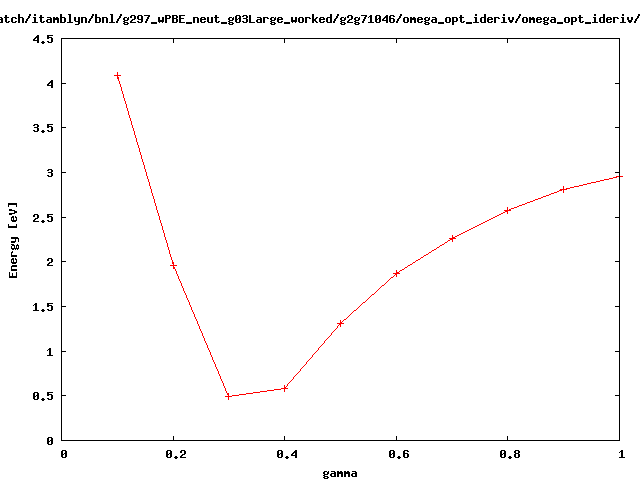 atch/itamblyn/bnl/g297_wPBE_neut_g03Large_worked/g2g71046/omega_opt_ideriv/omega_opt_ideriv/
4.5
4
3.5
3
2.5
2
1.5
1
0.5
0
Energy [eV]
0 0.2 0.4 0.6 0.8 1
gamma